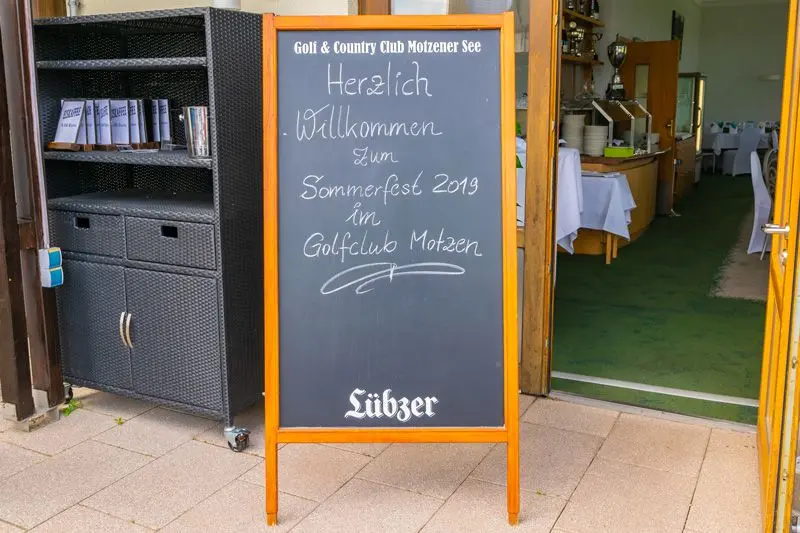 Golf & Country Club Motzener See
Herzlich
Willkommen
zum
Sommerfest 2019
im
Golfclub Motzen
Lübzer